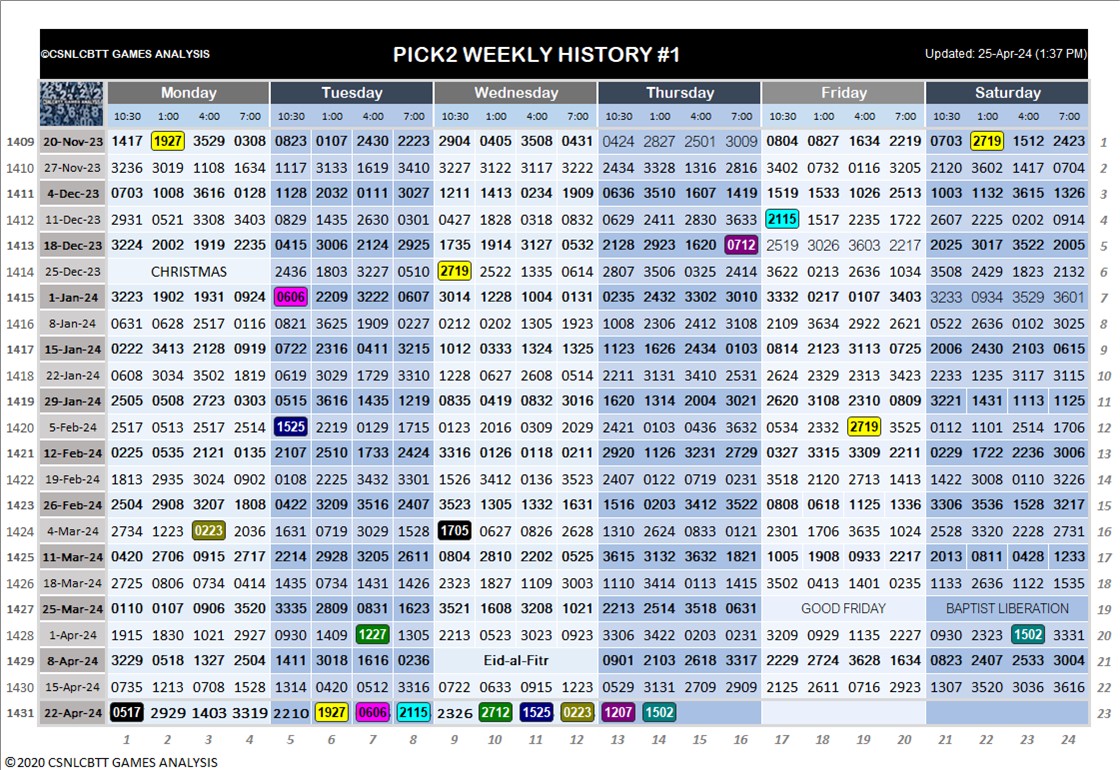 ©CSNLCBTT GAMES ANALYSIS PICK2 WEEKLY HISTORY #1 Updated: 25-Apr-24 (1:37 PM)
Monday Tuesday Wednesday Thursday Friday Saturday
10:30 1:00 4:00 7:00 10:30 1:00 4:00 7:00 10:30 1:00 4:00 7:00 10:30 1:00 4:00 7:00 10:30 1:00 4:00 7:00 10:30 1:00 4:00 7:00
1409 20-Nov-23 1417 1927 3529 0308 0823 0107 2430 2223 2904 0405 3508 0431 0424 2827 2501 3009 0804 0827 1634 2219 0703 2719 1512 2423 1
1410 27-Nov-23 3236 3019 1108 1634 1117 3133 1619 3410 3227 3122 3117 3222 2434 3328 1316 2816 3402 0732 0116 3205 2120 3602 1417 0704 2
1411 4-Dec-23 0703 1008 3616 0128 1128 2032 0111 3027 1211 1413 0234 1909 0636 3510 1607 1419 1519 1533 1026 2513 1003 1132 3615 1326 3
1412 11-Dec-23 2931 0521 3308 3403 0829 1435 2630 0301 0427 1828 0318 0832 0629 2411 2830 3633 2115 1517 2235 1722 2607 2225 0202 0914 4
1413 18-Dec-23 3224 2002 1919 2235 0415 3006 2124 2925 1735 1914 3127 0532 2128 2923 1620 0712 2519 3026 3603 2217 2025 3017 3522 2005 5
1414 25-Dec-23 CHRISTMAS 2436 1803 3227 0510 2719 2522 1335 0614 2807 3506 0325 2414 3622 0213 2636 1034 3508 2429 1823 2132 6
1415 1-Jan-24 3223 1902 1931 0924 0606 2209 3222 0607 3014 1228 1004 0131 0235 2432 3302 3010 3332 0217 0107 3403 3233 0934 3529 3601 7
1416 8-Jan-24 0631 0628 2517 0116 0821 3625 1909 0227 0212 0202 1305 1923 1008 2306 2412 3108 2109 3634 2922 2621 0522 2636 0102 3025 8
1417 15-Jan-24 0222 3413 2128 0919 0722 2316 0411 3215 1012 0333 1324 1325 1123 1626 2434 0103 0814 2123 3113 0725 2006 2430 2103 0615 9
1418 22-Jan-24 0608 3034 3502 1819 0619 3029 1729 3310 1228 0627 2608 0514 2211 3131 3410 2531 2624 2329 2313 3423 2233 1235 3117 3115 10
1419 29-Jan-24 2505 0508 2723 0303 0515 3616 1435 1219 0835 0419 0832 3016 1620 1314 2004 3021 2620 3108 2310 0809 3221 1431 1113 1125 11
1420 5-Feb-24 2517 0513 2517 2514 1525 2219 0129 1715 0123 2016 0309 2029 2421 0103 0436 3632 0534 2332 2719 3525 0112 1101 2514 1706 12
1421 12-Feb-24 0225 0535 2121 0135 2107 2510 1733 2424 3316 0126 0118 0211 2920 1126 3231 2729 0327 3315 3309 2211 0229 1722 2236 3006 13
1422 19-Feb-24 1813 2935 3024 0902 0108 2225 3432 3301 1526 3412 0136 3523 2407 0122 0719 0231 3518 2120 2713 1413 1422 3008 0110 3226 14
1423 26-Feb-24 2504 2908 3207 1808 0422 3209 3516 2407 3523 1305 1332 1631 1516 0203 3412 3522 0808 0618 1125 1336 3306 3536 1528 3217 15
1424 4-Mar-24 2734 1223 0223 2036 1631 0719 3029 1528 1705 0627 0826 2628 1310 2624 0833 0121 2301 1706 3635 1024 2528 3320 2228 2731 16
1425 11-Mar-24 0420 2706 0915 2717 2214 2928 3205 2611 0804 2810 2202 0525 3615 3132 3632 1821 1005 1908 0933 2217 2013 0811 0428 1233 17
1426 18-Mar-24 2725 0806 0734 0414 1435 0734 1431 1426 2323 1827 1109 3003 1110 3414 0113 1415 3502 0413 1401 0235 1133 2636 1122 1535 18
1427 25-Mar-24 0110 0107 0906 3520 3335 2809 0831 1623 3521 1608 3208 1021 2213 2514 3518 0631 GOOD FRIDAY BAPTIST LIBERATION 19
1428 1-Apr-24 1915 1830 1021 2927 0930 1409 1227 1305 2213 0523 3023 0923 3306 3422 0203 0231 3209 0929 1135 2227 0930 2323 1502 3331 20
1429 8-Apr-24 3229 0518 1327 2504 1411 3018 1616 0236 Eid-al-Fitr 0901 2103 2618 3317 2229 2724 3628 1634 0823 2407 2533 3004 21
1430 15-Apr-24 0735 1213 0708 1528 1314 0420 0512 3316 0722 0633 0915 1223 0529 3131 2709 2909 2125 2611 0716 2923 1307 3520 3036 3616 22
1431 22-Apr-24 0517 2929 1403 3319 2210 1927 0606 2115 2326 2712 1525 0223 1207 1502 23
1 2 3 4 5 6 7 8 9 10 11 12 13 14 15 16 17 18 19 20 21 22 23 24
©2020 CSNLCBTT GAMES ANALYSIS